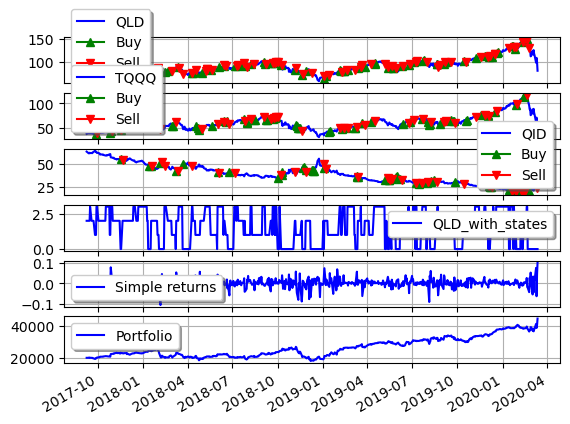 QLD
Buy
Sell
150
100
TQQQ
Buy
Sell
100
50
QID
Buy
Sell
50
25
QLD_with_states
2.5
0.0
Simple returns
0.1
0.0
−0.1
Portfolio
40000
20000
2017-10 2018-01 2018-04 2018-07 2018-10 2019-01 2019-04 2019-07 2019-10 2020-01 2020-04